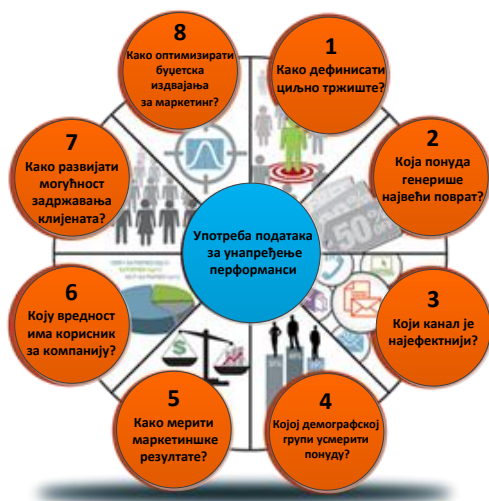 8
Како оптимизирати
буџетска
издвајања
за маркетинг?
1
Како дефинисати
циљно тржиште?
7
Како развијати
могућност
задржавања
клијената?
2
Која понуда
генерише
највећи поврат?
Употреба података
за унапређење
перформанси
50%
6
Коју вредност
има корисник
за компанију?
3
Који канал је
најефектнији?
5
Како мерити
маркетиншке
резултате?
4
Којој демографској
групи усмерити
понуду?